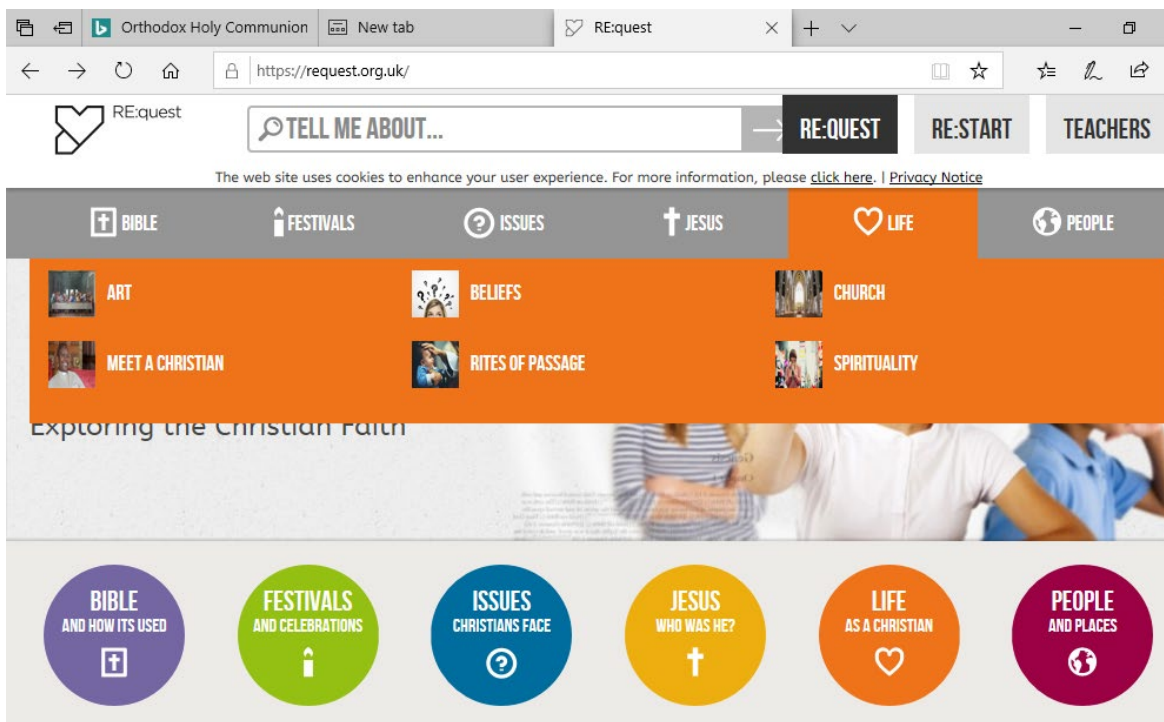 Orthodox Holy Communion
New tab
RE:quest
https://request.org.uk/
RE:quest
TELL ME ABOUT...
RE:QUEST
RE:START
TEACHERS
The web site uses cookies to enhance your user experience. For more information, please click here. | Privacy Notice
BIBLE
FESTIVALS
ISSUES
JESUS
LIFE
PEOPLE
ART
BELIEFS
CHURCH
MEET A CHRISTIAN
RITES OF PASSAGE
SPIRITUALITY
Exploring the Christian Faith
BIBLE
AND HOW ITS USED
FESTIVALS
AND CELEBRATIONS
ISSUES
CHRISTIANS FACE
JESUS
WHO WAS HE?
LIFE
AS A CHRISTIAN
PEOPLE
AND PLACES